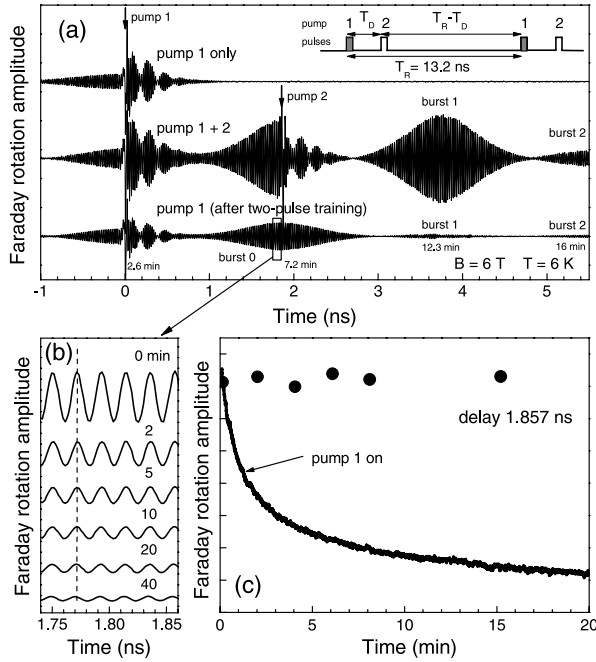 (a)
pump 1
pump pulses
1 2 1 2
T_D
T_R-T_D
T_R = 13.2 ns
pump 1 only
pump 2
pump 1 + 2
burst 1
burst 2
pump 1 (after two-pulse training)
burst 1
burst 2
2.6 min
burst 0
7.2 min
12.3 min
16 min
B = 6 T T = 6 K
Faraday rotation amplitude
-1 0 1 2 3 4 5
Time (ns)
(b)
0 min
2
5
10
20
40
Faraday rotation amplitude
1.75 1.80 1.85
Time (ns)
delay 1.857 ns
pump 1 on
(c)
Faraday rotation amplitude
0 5 10 15 20
Time (min)